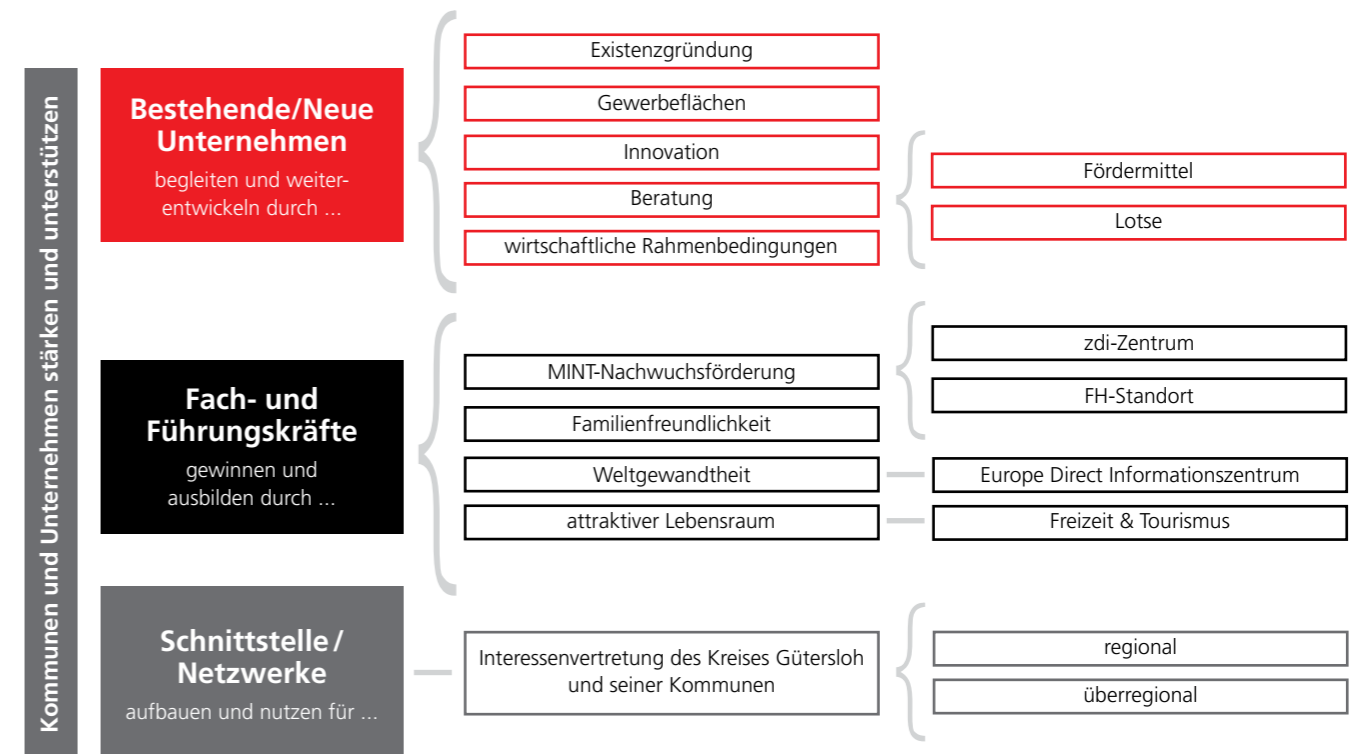 Kommunen und Unternehmen stärken und unterstützen
Bestehende/Neue
Unternehmen
begleiten und weiter-
entwickeln durch ...
Existenzgründung
Gewerbeflächen
Innovation
Beratung
wirtschaftliche Rahmenbedingungen
Fördermittel
Lotse
Fach- und
Führungskräfte
gewinnen und
ausbilden durch ...
MINT-Nachwuchsförderung
Familienfreundlichkeit
Weltgewandtheit
attraktiver Lebensraum
zdi-Zentrum
FH-Standort
Europe Direct Informationszentrum
Freizeit & Tourismus
Schnittstelle /
Netzwerke
aufbauen und nutzen für ...
Interessenvertretung des Kreises Gütersloh
und seiner Kommunen
regional
überregional